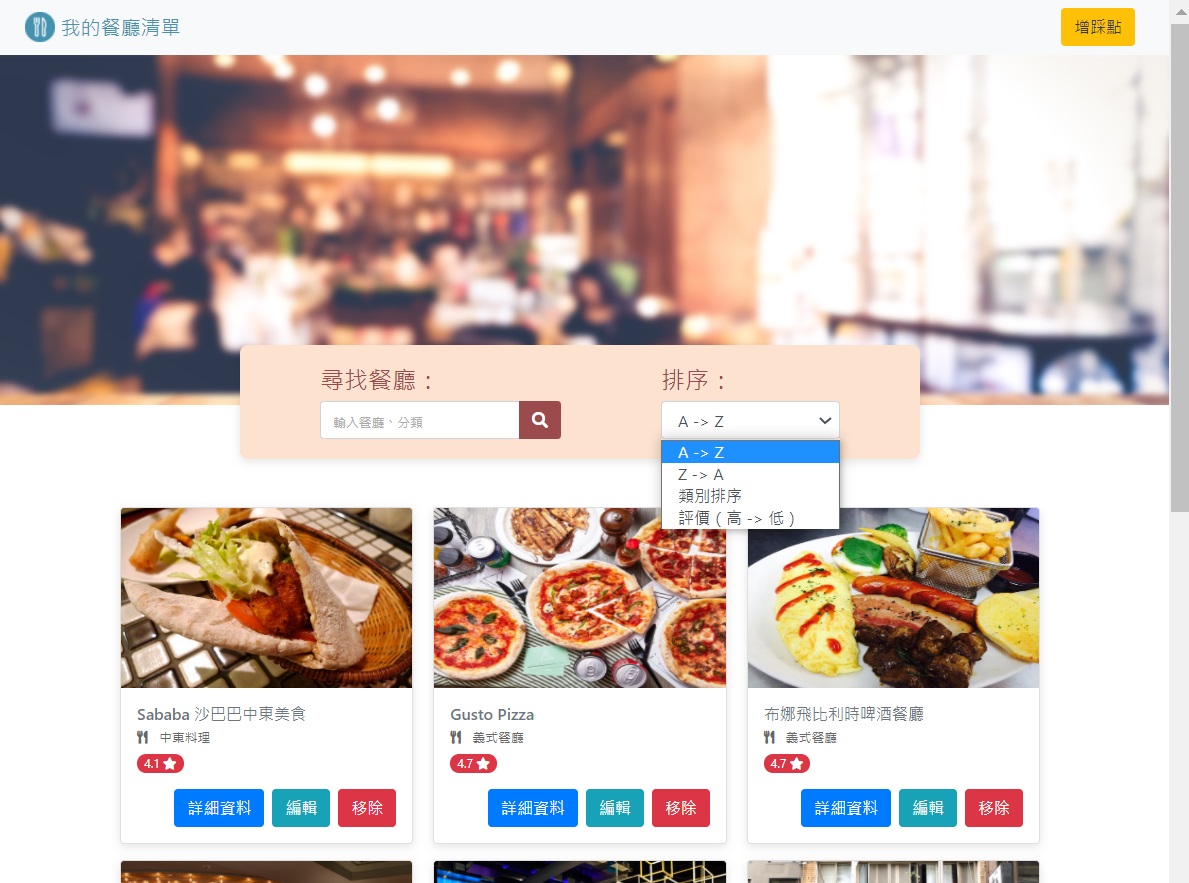 我的餐廳清單
增踩點
尋找餐廳：
排序：
輸入餐廳、分類
A -> Z
A -> Z
Z -> A
類別排序
評價 ( 高 -> 低 )
Sababa 沙巴巴中東美食
中東料理
4.1
詳細資料 編輯 移除
Gusto Pizza
義式餐廳
4.7
詳細資料 編輯 移除
布娜飛比利時啤酒餐廳
義式餐廳
4.7
詳細資料 編輯 移除